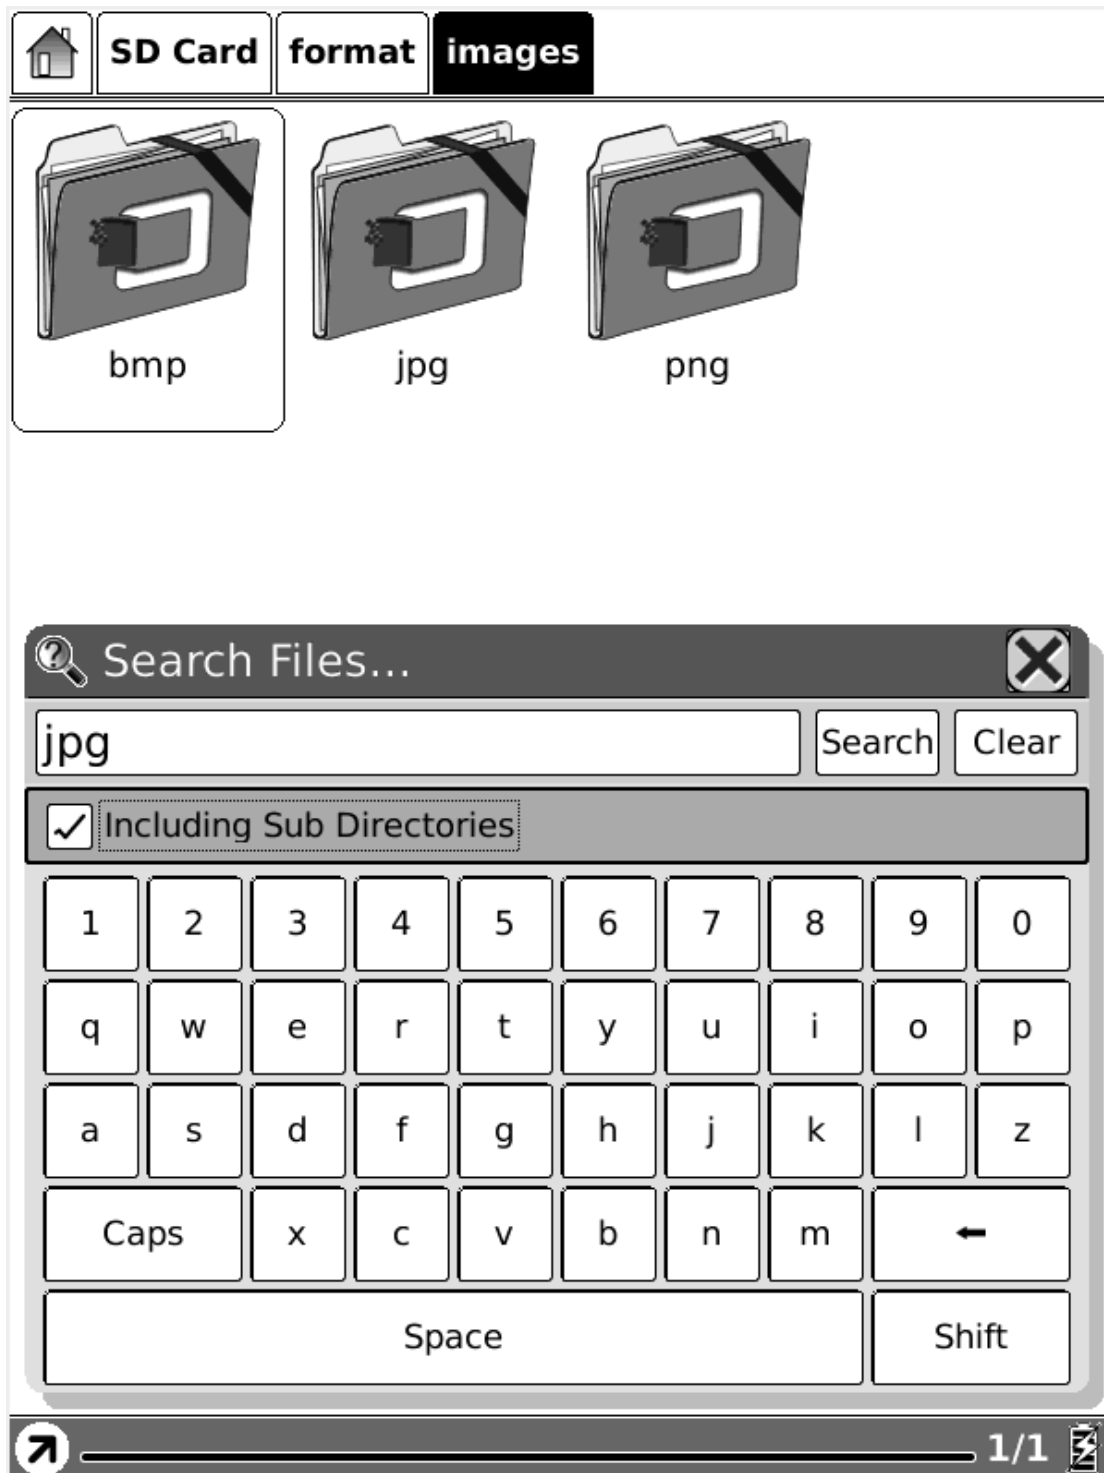 SD Card format images
bmp jpg png
Search Files...
jpg Search Clear
Including Sub Directories
1 2 3 4 5 6 7 8 9 0
q w e r t y u i o p
a s d f g h j k l z
Caps x c v b n m ←
Space Shift
1/1